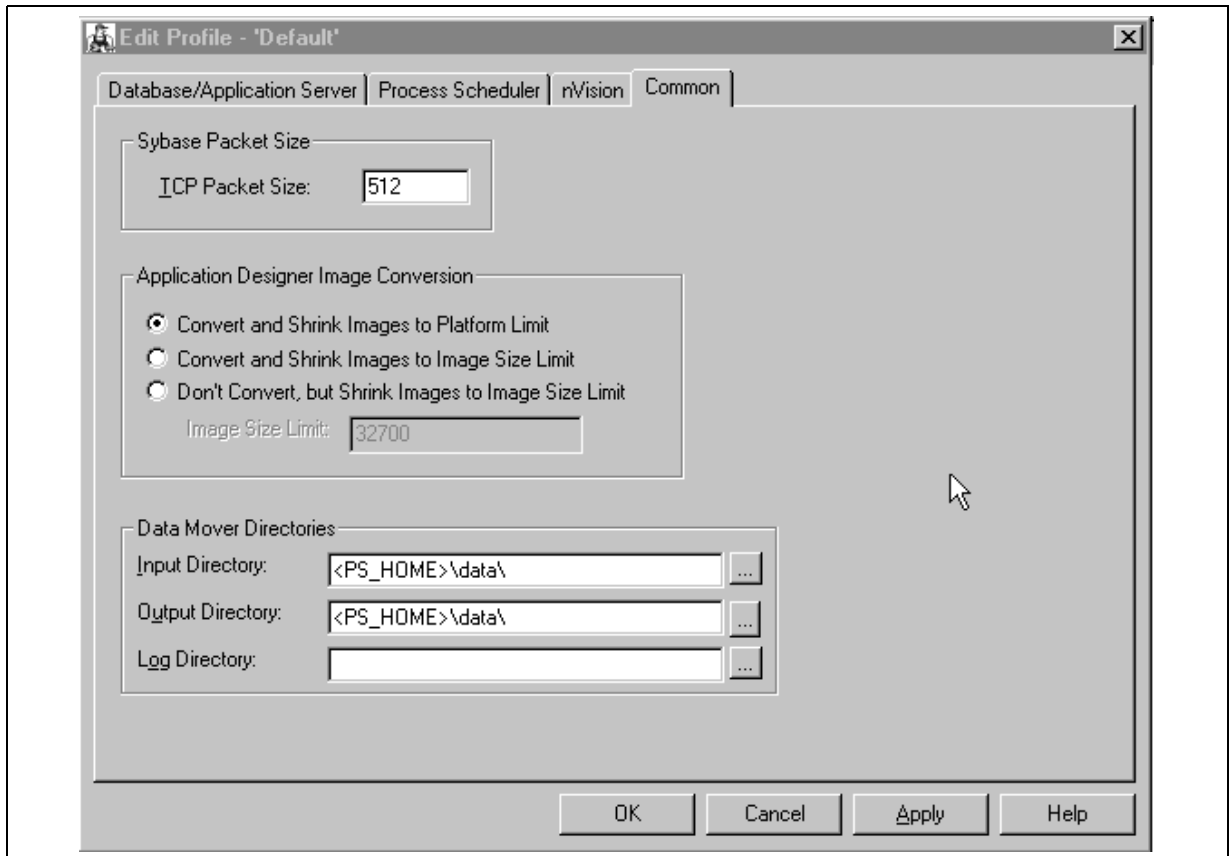 Edit Profile - 'Default'
Database/Application Server
Process Scheduler
nVision
Common
Sybase Packet Size
TCP Packet Size:
512
Application Designer Image Conversion
Convert and Shrink Images to Platform Limit
Convert and Shrink Images to Image Size Limit
Don't Convert, but Shrink Images to Image Size Limit
Image Size Limit:
32700
Data Mover Directories
Input Directory:
<PS_HOME>\data\
...
Output Directory:
<PS_HOME>\data\
...
Log Directory:
...
OK
Cancel
Apply
Help